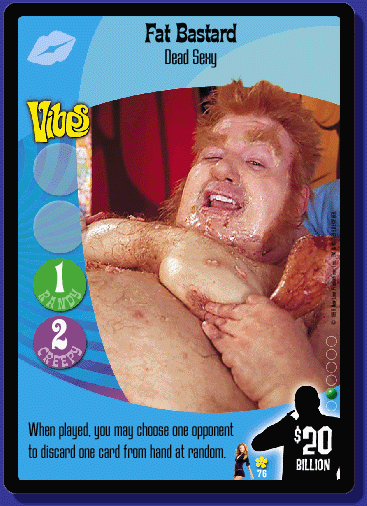 Fat Bastard
Dead Sexy
Vibes
1
RANDY
2
CREEPY
When played, you may choose one opponent
to discard one card from hand at random.
76
$20
BILLION